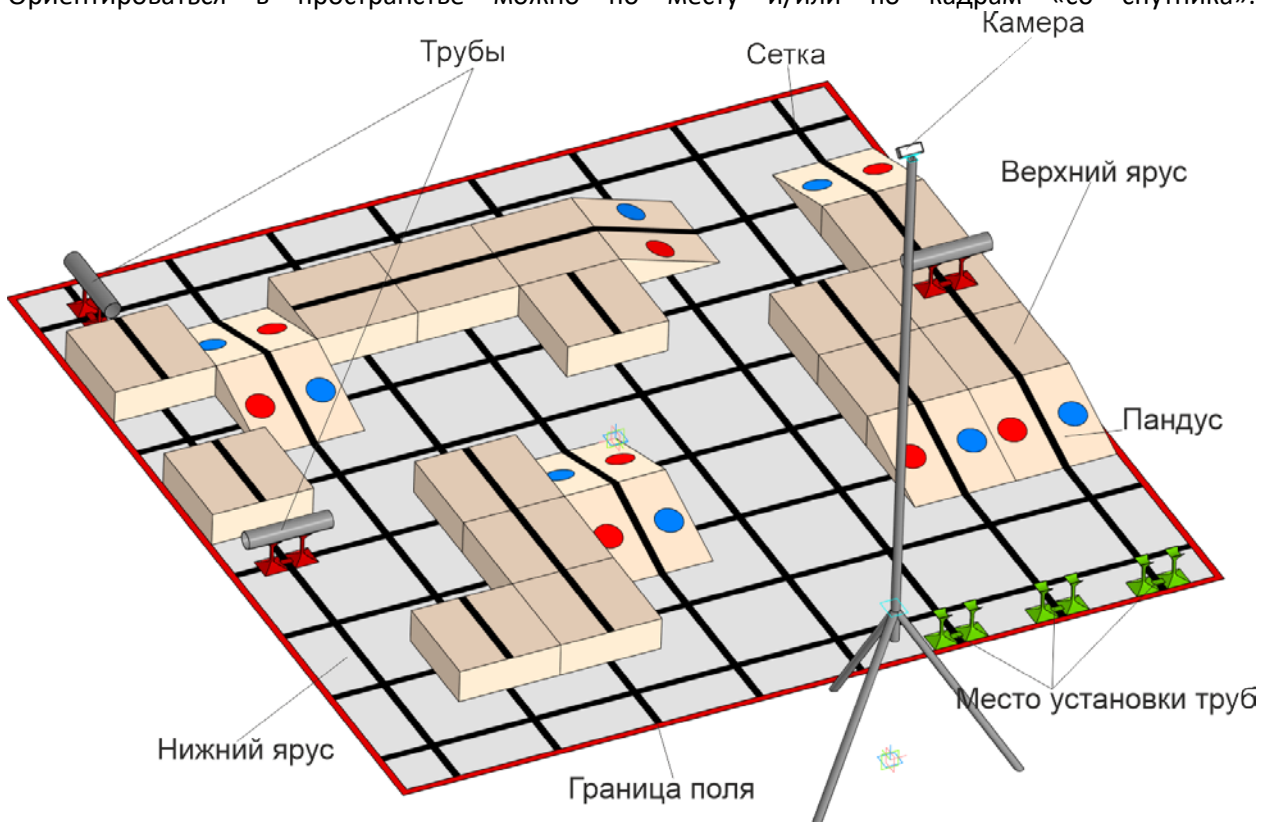 Ориентироваться в пространстве можно по месту и/или по кадрам «со спутника».
Камера
Трубы
Сетка
Верхний ярус
Пандус
Место установки труб
Нижний ярус
Граница поля